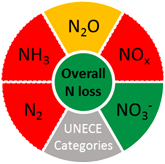 N₂O
NH₃
NOₓ
Overall
N loss
N₂
NO₃⁻
UNECE
Categories